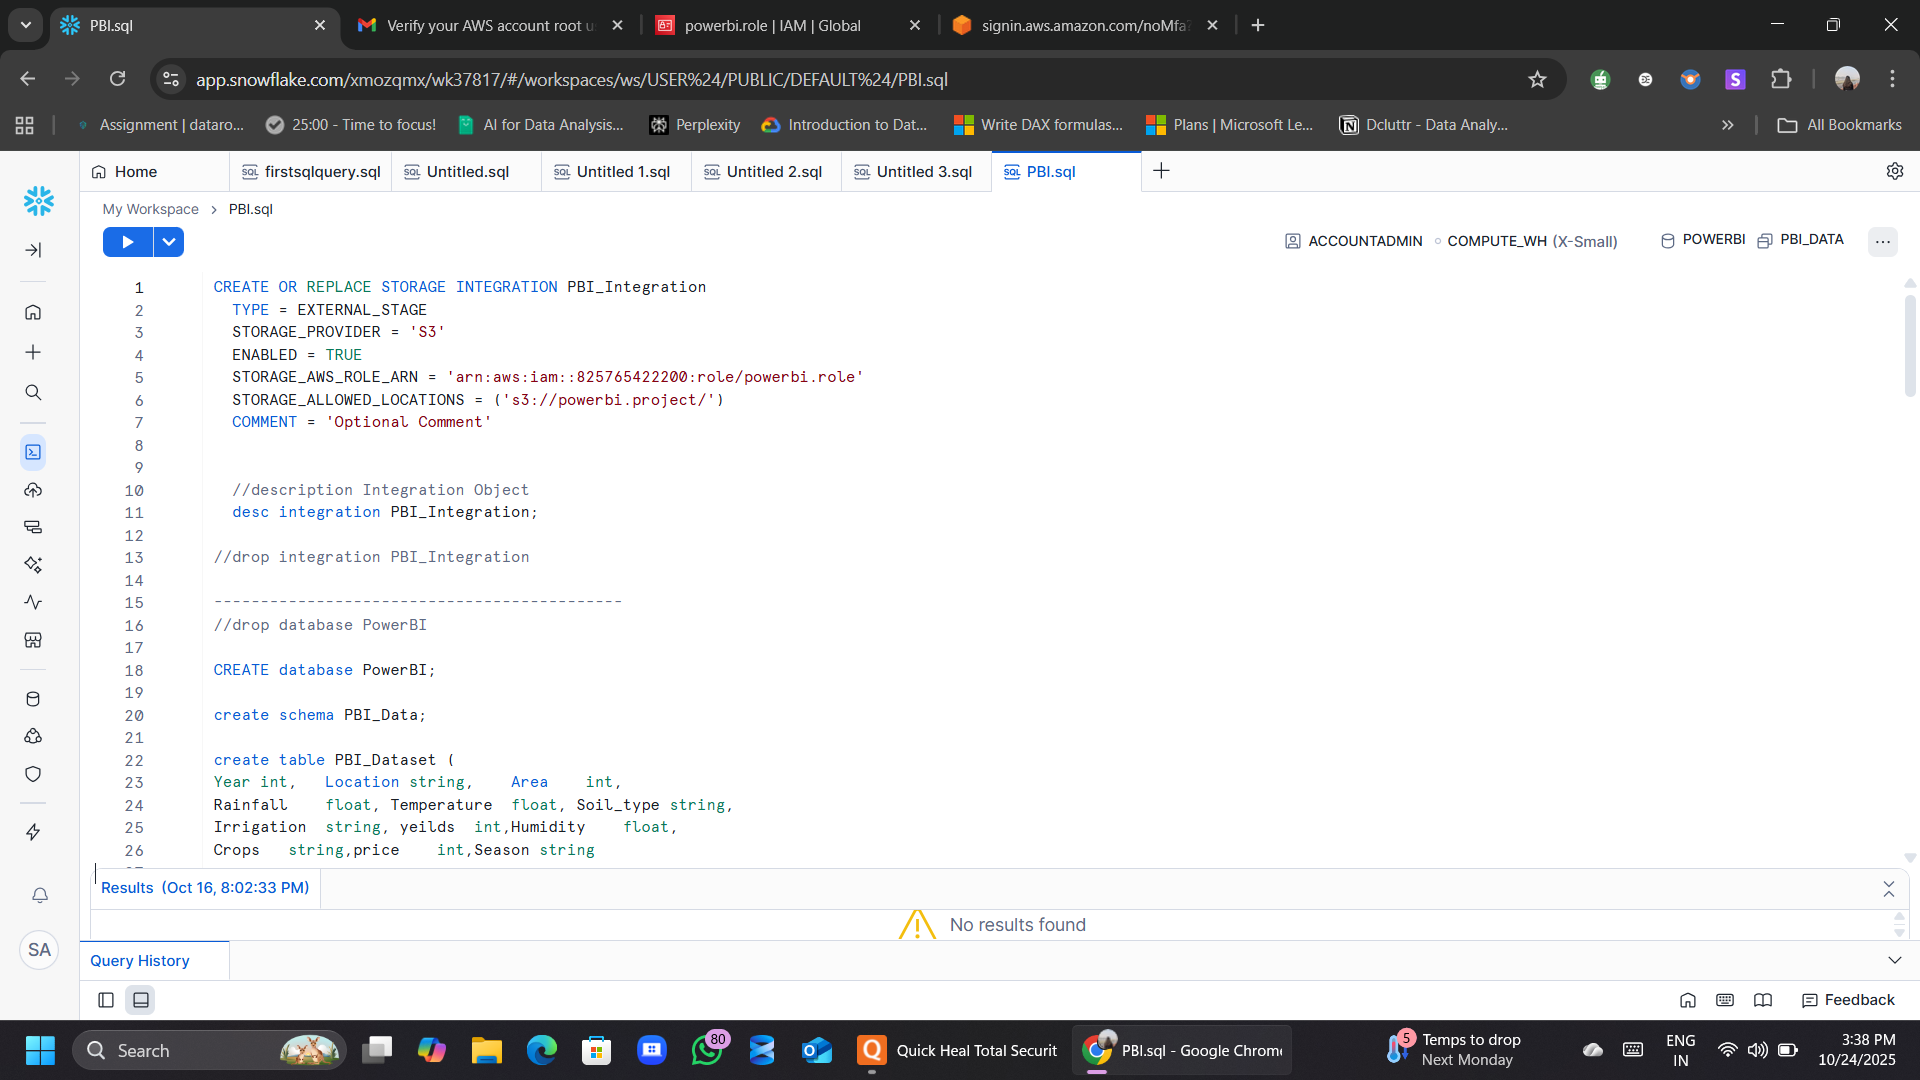 PBI.sql
Verify your AWS account root u
powerbi.role | IAM | Global
signin.aws.amazon.com/noMfa
app.snowflake.com/xmozqmx/wk37817/#/workspaces/ws/USER%24/PUBLIC/DEFAULT%24/PBI.sql
Assignment | dataro...
25:00 - Time to focus!
AI for Data Analysis...
Perplexity
Introduction to Dat...
Write DAX formulas...
Plans | Microsoft Le...
Dcluttr - Data Analy...
All Bookmarks
Home
SQL firstsqlquery.sql
SQL Untitled.sql
SQL Untitled 1.sql
SQL Untitled 2.sql
SQL Untitled 3.sql
SQL PBI.sql
My Workspace > PBI.sql
ACCOUNTADMIN
COMPUTE_WH (X-Small)
POWERBI
PBI_DATA
1 CREATE OR REPLACE STORAGE INTEGRATION PBI_Integration
2 TYPE = EXTERNAL_STAGE
3 STORAGE_PROVIDER = 'S3'
4 ENABLED = TRUE
5 STORAGE_AWS_ROLE_ARN = 'arn:aws:iam::825765422200:role/powerbi.role'
6 STORAGE_ALLOWED_LOCATIONS = ('s3://powerbi.project/')
7 COMMENT = 'Optional Comment'
8
9
10 //description Integration Object
11 desc integration PBI_Integration;
12
13 //drop integration PBI_Integration
14
15 --------------------------------------------
16 //drop database PowerBI
17
18 CREATE database PowerBI;
19
20 create schema PBI_Data;
21
22 create table PBI_Dataset (
23 Year int,   Location string,    Area    int,
24 Rainfall    float, Temperature  float, Soil_type string,
25 Irrigation  string, yeilds  int,Humidity    float,
26 Crops   string,price    int,Season string
Results (Oct 16, 8:02:33 PM)
No results found
SA
Query History
Feedback
Search
80
Quick Heal Total Securit
PBI.sql - Google Chrome
5
Temps to drop
Next Monday
ENG
IN
3:38 PM
10/24/2025